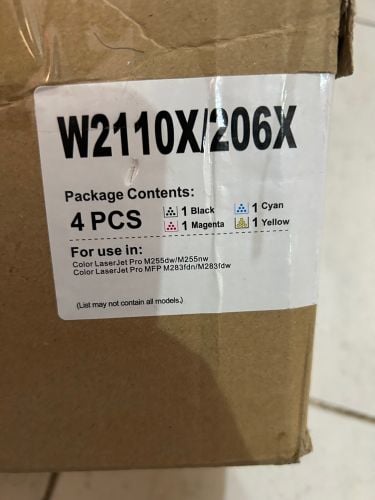 W2110X/206X
Package Contents:
4 PCS
1 Black
1 Cyan
1 Magenta
1 Yellow
For use in:
Color LaserJet Pro M255dw/M255nw
Color LaserJet Pro MFP M283fdn/M283fdw
(List may not contain all models.)